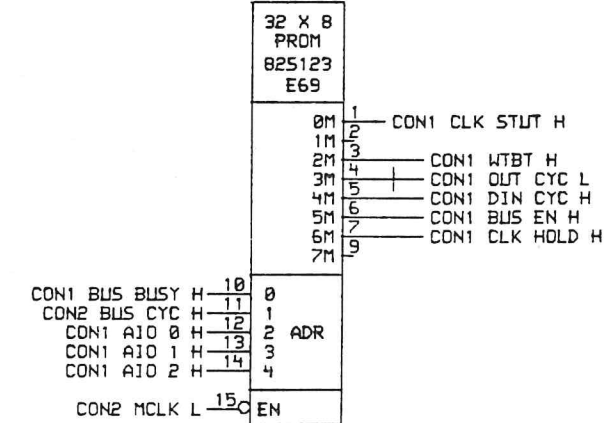 32 X 8
PROM
82S123
E69
0M 1 CON1 CLK STUT H
1M 2
2M 3 CON1 WTBT H
3M 4 CON1 OUT CYC L
4M 5 CON1 DIN CYC H
5M 6 CON1 BUS EN H
6M 7 CON1 CLK HOLD H
7M 9
CON1 BUS BUSY H 10 0
CON2 BUS CYC H 11 1
CON1 AIO 0 H 12 2 ADR
CON1 AIO 1 H 13 3
CON1 AIO 2 H 14 4
CON2 MCLK L 15 EN